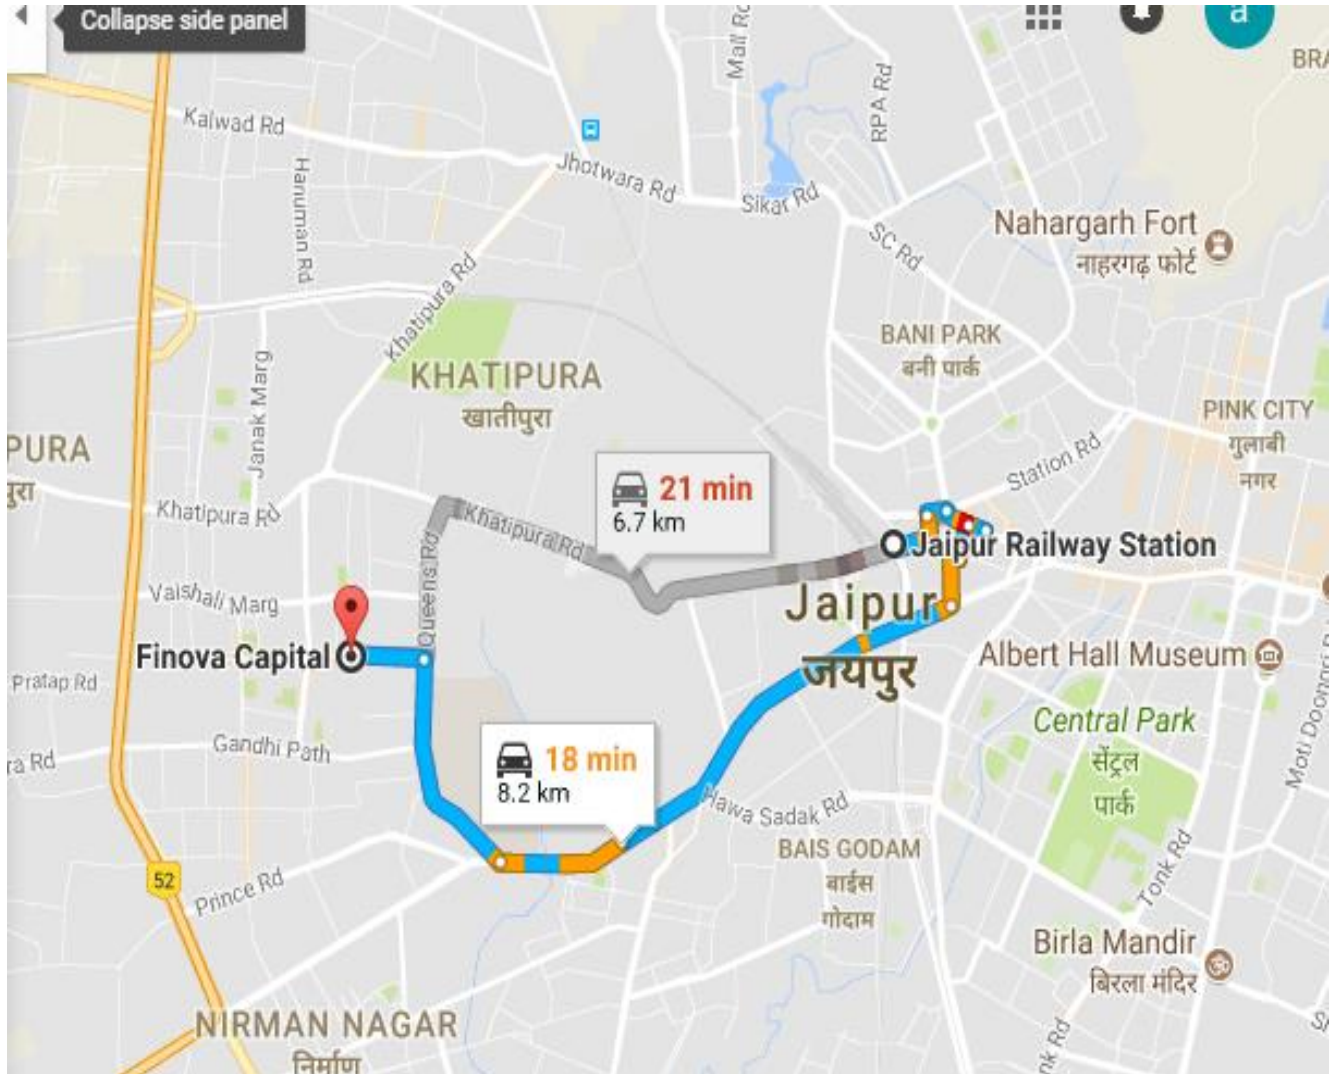 Collapse side panel
a
BRA
Kalwad Rd
Mall Rd
RPA Rd
Jhotwara Rd
Sikar Rd
Hanuman Rd
SC Rd
Nahargarh Fort
नाहरगढ़ फोर्ट
Khatipura Rd
BANI PARK
बनी पार्क
KHATIPURA
खातीपुरा
Janak Marg
PINK CITY
गुलाबी
नगर
PURA
पुरा
Station Rd
21 min
6.7 km
Khatipura Rd
Khatipura Rd
Jaipur Railway Station
Queens Rd
Vaishali Marg
Jaipur
जयपुर
Finova Capital
Albert Hall Museum
Pratap Rd
Central Park
सेंट्रल
पार्क
Moti Doongri R
Gandhi Path
ra Rd
18 min
8.2 km
Hawa Sadak Rd
BAIS GODAM
बाईस
गोदाम
Tonk Rd
52
Prince Rd
Birla Mandir
बिरला मंदिर
NIRMAN NAGAR
निर्माण
nk Rd